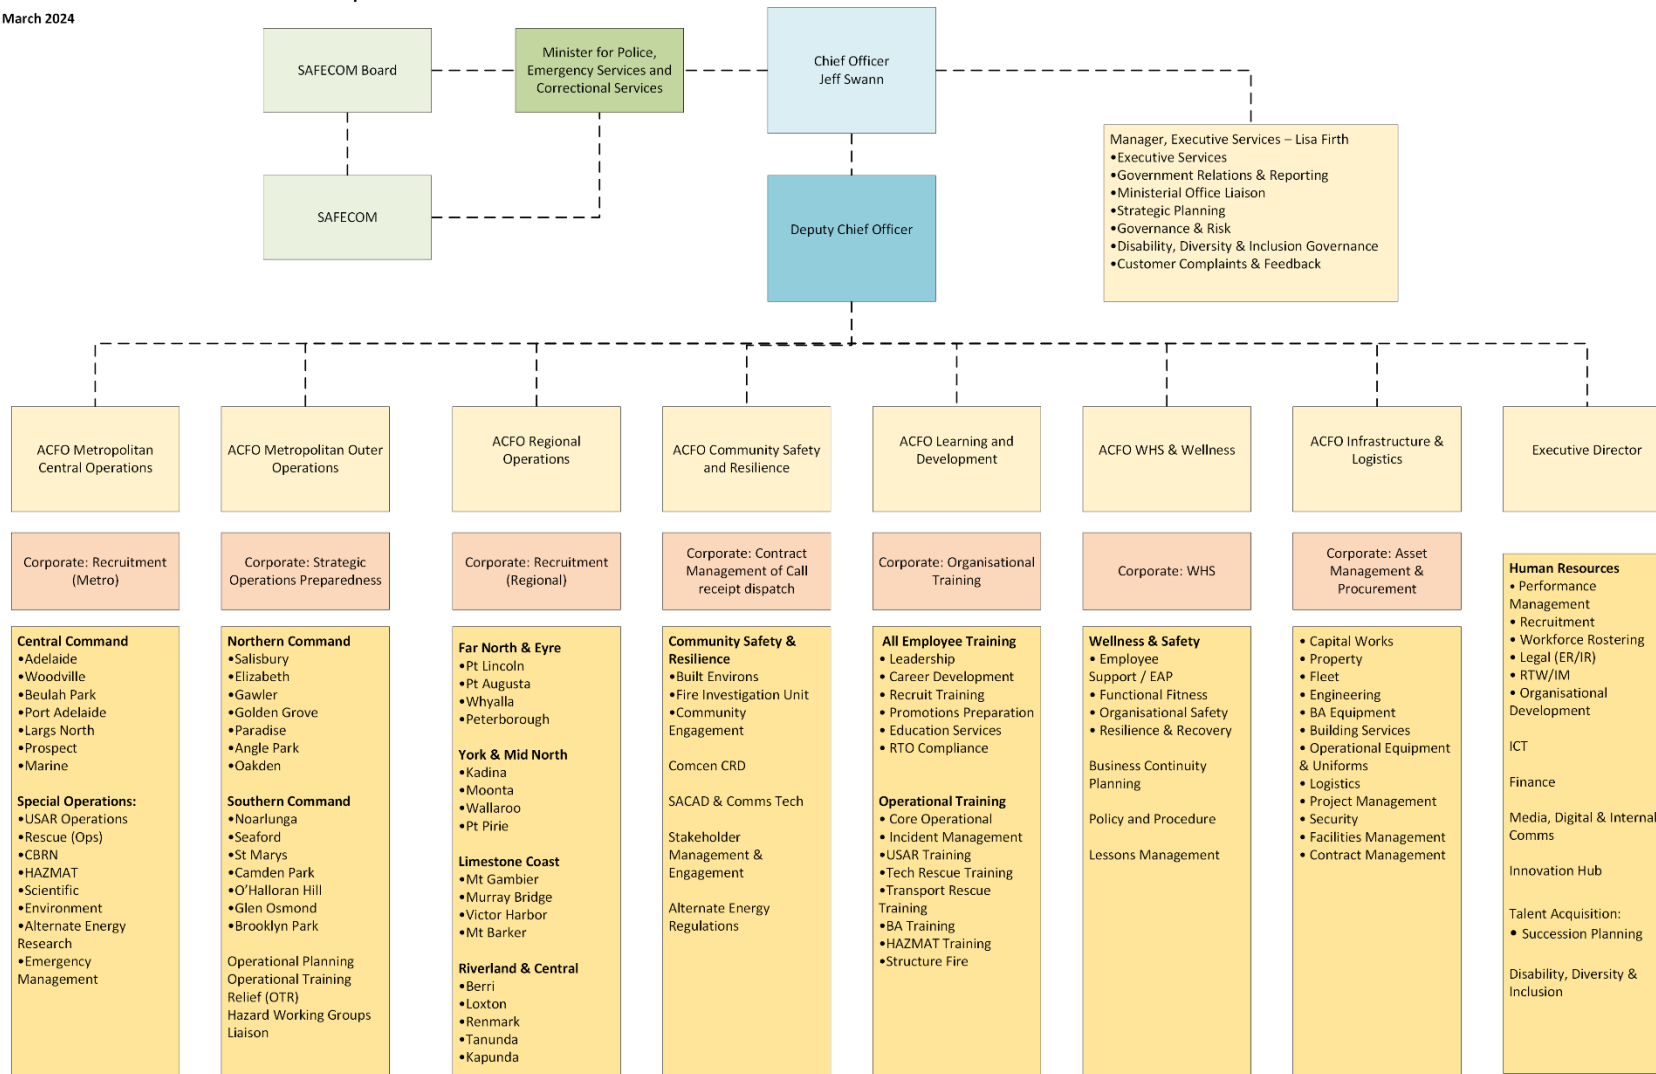 March 2024
SAFECOM Board
Minister for Police,
Emergency Services and
Correctional Services
Chief Officer
Jeff Swann
Manager, Executive Services – Lisa Firth
•Executive Services
•Government Relations & Reporting
•Ministerial Office Liaison
•Strategic Planning
•Governance & Risk
•Disability, Diversity & Inclusion Governance
•Customer Complaints & Feedback
SAFECOM
Deputy Chief Officer
ACFO Metropolitan
Central Operations
ACFO Metropolitan Outer
Operations
ACFO Regional
Operations
ACFO Community Safety
and Resilience
ACFO Learning and
Development
ACFO WHS & Wellness
ACFO Infrastructure &
Logistics
Executive Director
Corporate: Recruitment
(Metro)
Corporate: Strategic
Operations Preparedness
Corporate: Recruitment
(Regional)
Corporate: Contract
Management of Call
receipt dispatch
Corporate: Organisational
Training
Corporate: WHS
Corporate: Asset
Management &
Procurement
Central Command
•Adelaide
•Woodville
•Beulah Park
•Port Adelaide
•Largs North
•Prospect
•Marine
Special Operations:
•USAR Operations
•Rescue (Ops)
•CBRN
•HAZMAT
•Scientific
•Environment
•Alternate Energy
Research
•Emergency
Management
Northern Command
•Salisbury
•Elizabeth
•Gawler
•Golden Grove
•Paradise
•Angle Park
•Oakden
Southern Command
•Noarlunga
•Seaford
•St Marys
•Camden Park
•O’Halloran Hill
•Glen Osmond
•Brooklyn Park
Operational Planning
Operational Training
Relief (OTR)
Hazard Working Groups
Liaison
Far North & Eyre
•Pt Lincoln
•Pt Augusta
•Whyalla
•Peterborough
York & Mid North
•Kadina
•Moonta
•Wallaroo
•Pt Pirie
Limestone Coast
•Mt Gambier
•Murray Bridge
•Victor Harbor
•Mt Barker
Riverland & Central
•Berri
•Loxton
•Renmark
•Tanunda
•Kapunda
Community Safety &
Resilience
•Built Environs
•Fire Investigation Unit
•Community
Engagement
Comcen CRD
SACAD & Comms Tech
Stakeholder
Management &
Engagement
Alternate Energy
Regulations
All Employee Training
• Leadership
• Career Development
• Recruit Training
• Promotions Preparation
• Education Services
• RTO Compliance
Operational Training
• Core Operational
• Incident Management
•USAR Training
•Tech Rescue Training
•Transport Rescue
Training
•BA Training
•HAZMAT Training
•Structure Fire
Wellness & Safety
• Employee
Support / EAP
• Functional Fitness
• Organisational Safety
• Resilience & Recovery
Business Continuity
Planning
Policy and Procedure
Lessons Management
• Capital Works
• Property
• Fleet
• Engineering
• BA Equipment
• Building Services
• Operational Equipment
& Uniforms
• Logistics
• Project Management
• Security
• Facilities Management
• Contract Management
Human Resources
• Performance
Management
• Recruitment
• Workforce Rostering
• Legal (ER/IR)
• RTW/IM
• Organisational
Development
ICT
Finance
Media, Digital & Internal
Comms
Innovation Hub
Talent Acquisition:
• Succession Planning
Disability, Diversity &
Inclusion